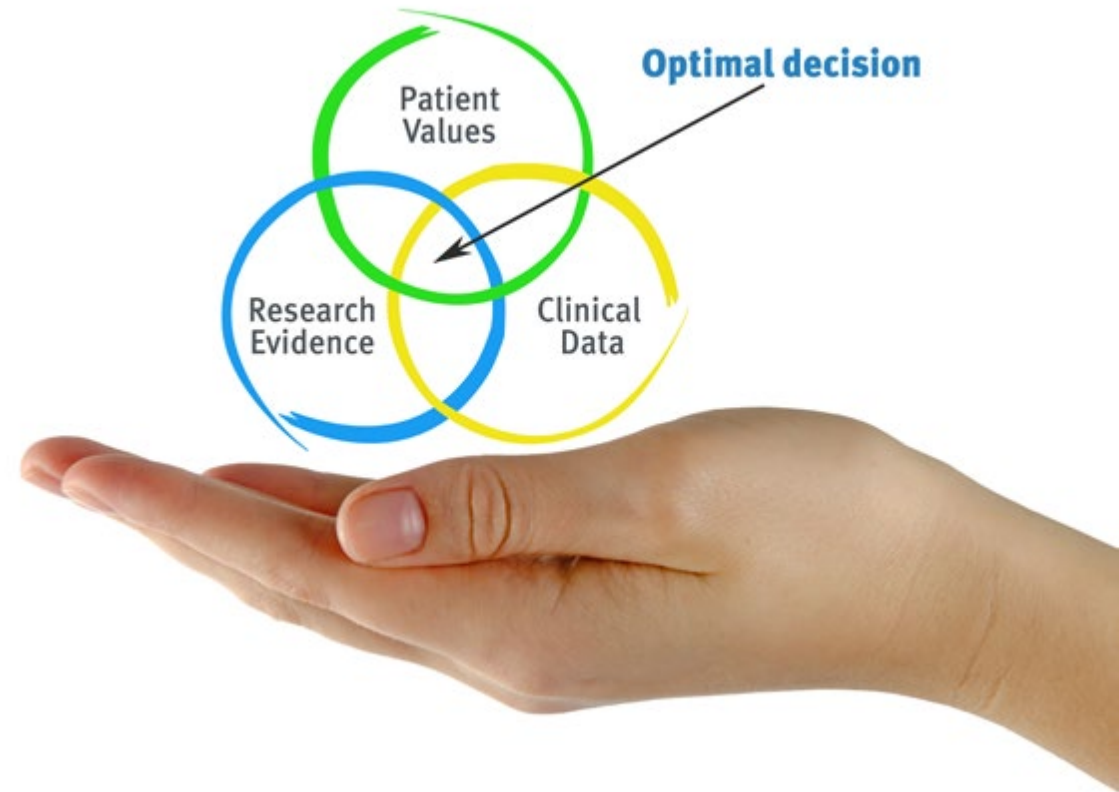 Optimal decision
Patient
Values
Research
Evidence
Clinical
Data